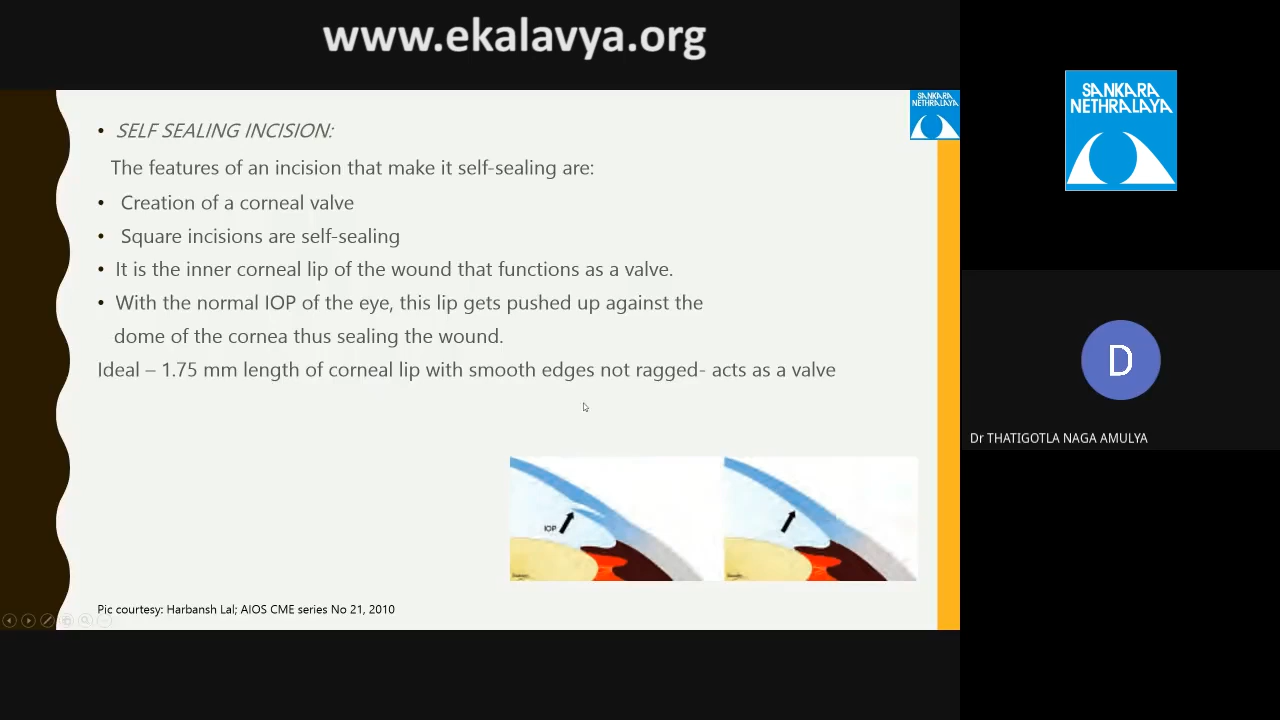 www.ekalavya.org
SANKARA
NETHRALAYA
• SELF SEALING INCISION:
The features of an incision that make it self-sealing are:
• Creation of a corneal valve
• Square incisions are self-sealing
• It is the inner corneal lip of the wound that functions as a valve.
• With the normal IOP of the eye, this lip gets pushed up against the
dome of the cornea thus sealing the wound.
Ideal – 1.75 mm length of corneal lip with smooth edges not ragged- acts as a valve
IOP
Pic courtesy: Harbansh Lal; AIOS CME series No 21, 2010
SANKARA
NETHRALAYA
D
Dr THATIGOTLA NAGA AMULYA